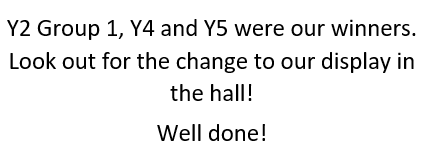 Y2 Group 1, Y4 and Y5 were our winners.
Look out for the change to our display in
the hall!
Well done!